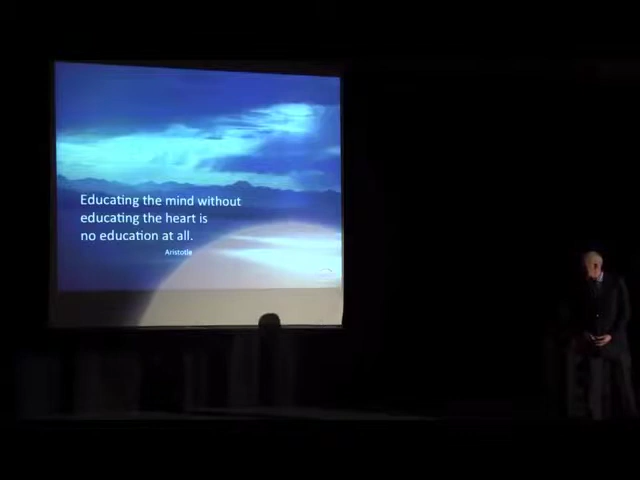 Educating the mind without
educating the heart is
no education at all.
Aristotle